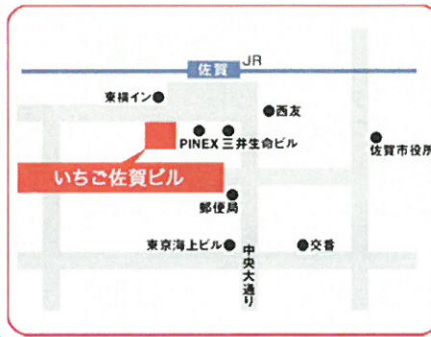 佐賀
JR
東横イン
西友
PINEX
三井生命ビル
佐賀市役所
いちご佐賀ビル
郵便局
東京海上ビル
中央大通り
交番